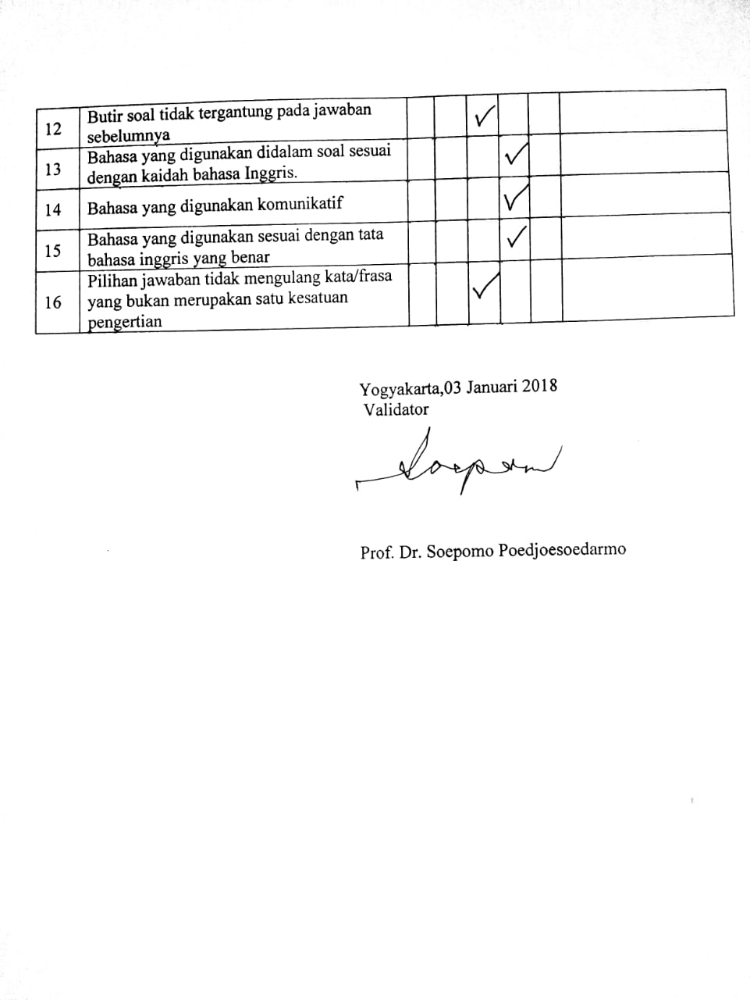 12
Butir soal tidak tergantung pada jawaban
sebelumnya
✓
13
Bahasa yang digunakan didalam soal sesuai
dengan kaidah bahasa Inggris.
✓
14
Bahasa yang digunakan komunikatif
✓
15
Bahasa yang digunakan sesuai dengan tata
bahasa inggris yang benar
✓
16
Pilihan jawaban tidak mengulang kata/frasa
yang bukan merupakan satu kesatuan
pengertian
✓
Yogyakarta,03 Januari 2018
Validator
Soepom
Prof. Dr. Soepomo Poedjoesoedarmo